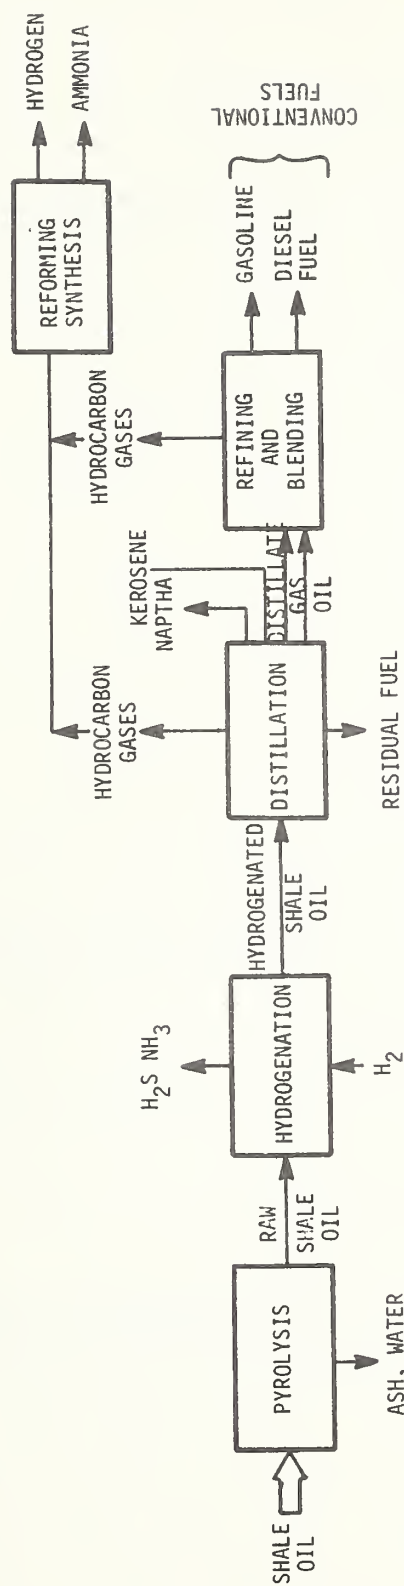 SHALE
OIL
PYROLYSIS
ASH, WATER
RAW
SHALE
OIL
HYDROGENATION
H₂S NH₃
H₂
HYDROGENATED
SHALE
OIL
DISTILLATION
HYDROCARBON
GASES
KEROSENE
NAPTHA
DISTILLATE
GAS
OIL
RESIDUAL FUEL
REFINING
AND
BLENDING
HYDROCARBON
GASES
REFORMING
SYNTHESIS
HYDROGEN
AMMONIA
GASOLINE
DIESEL
FUEL
CONVENTIONAL
FUELS